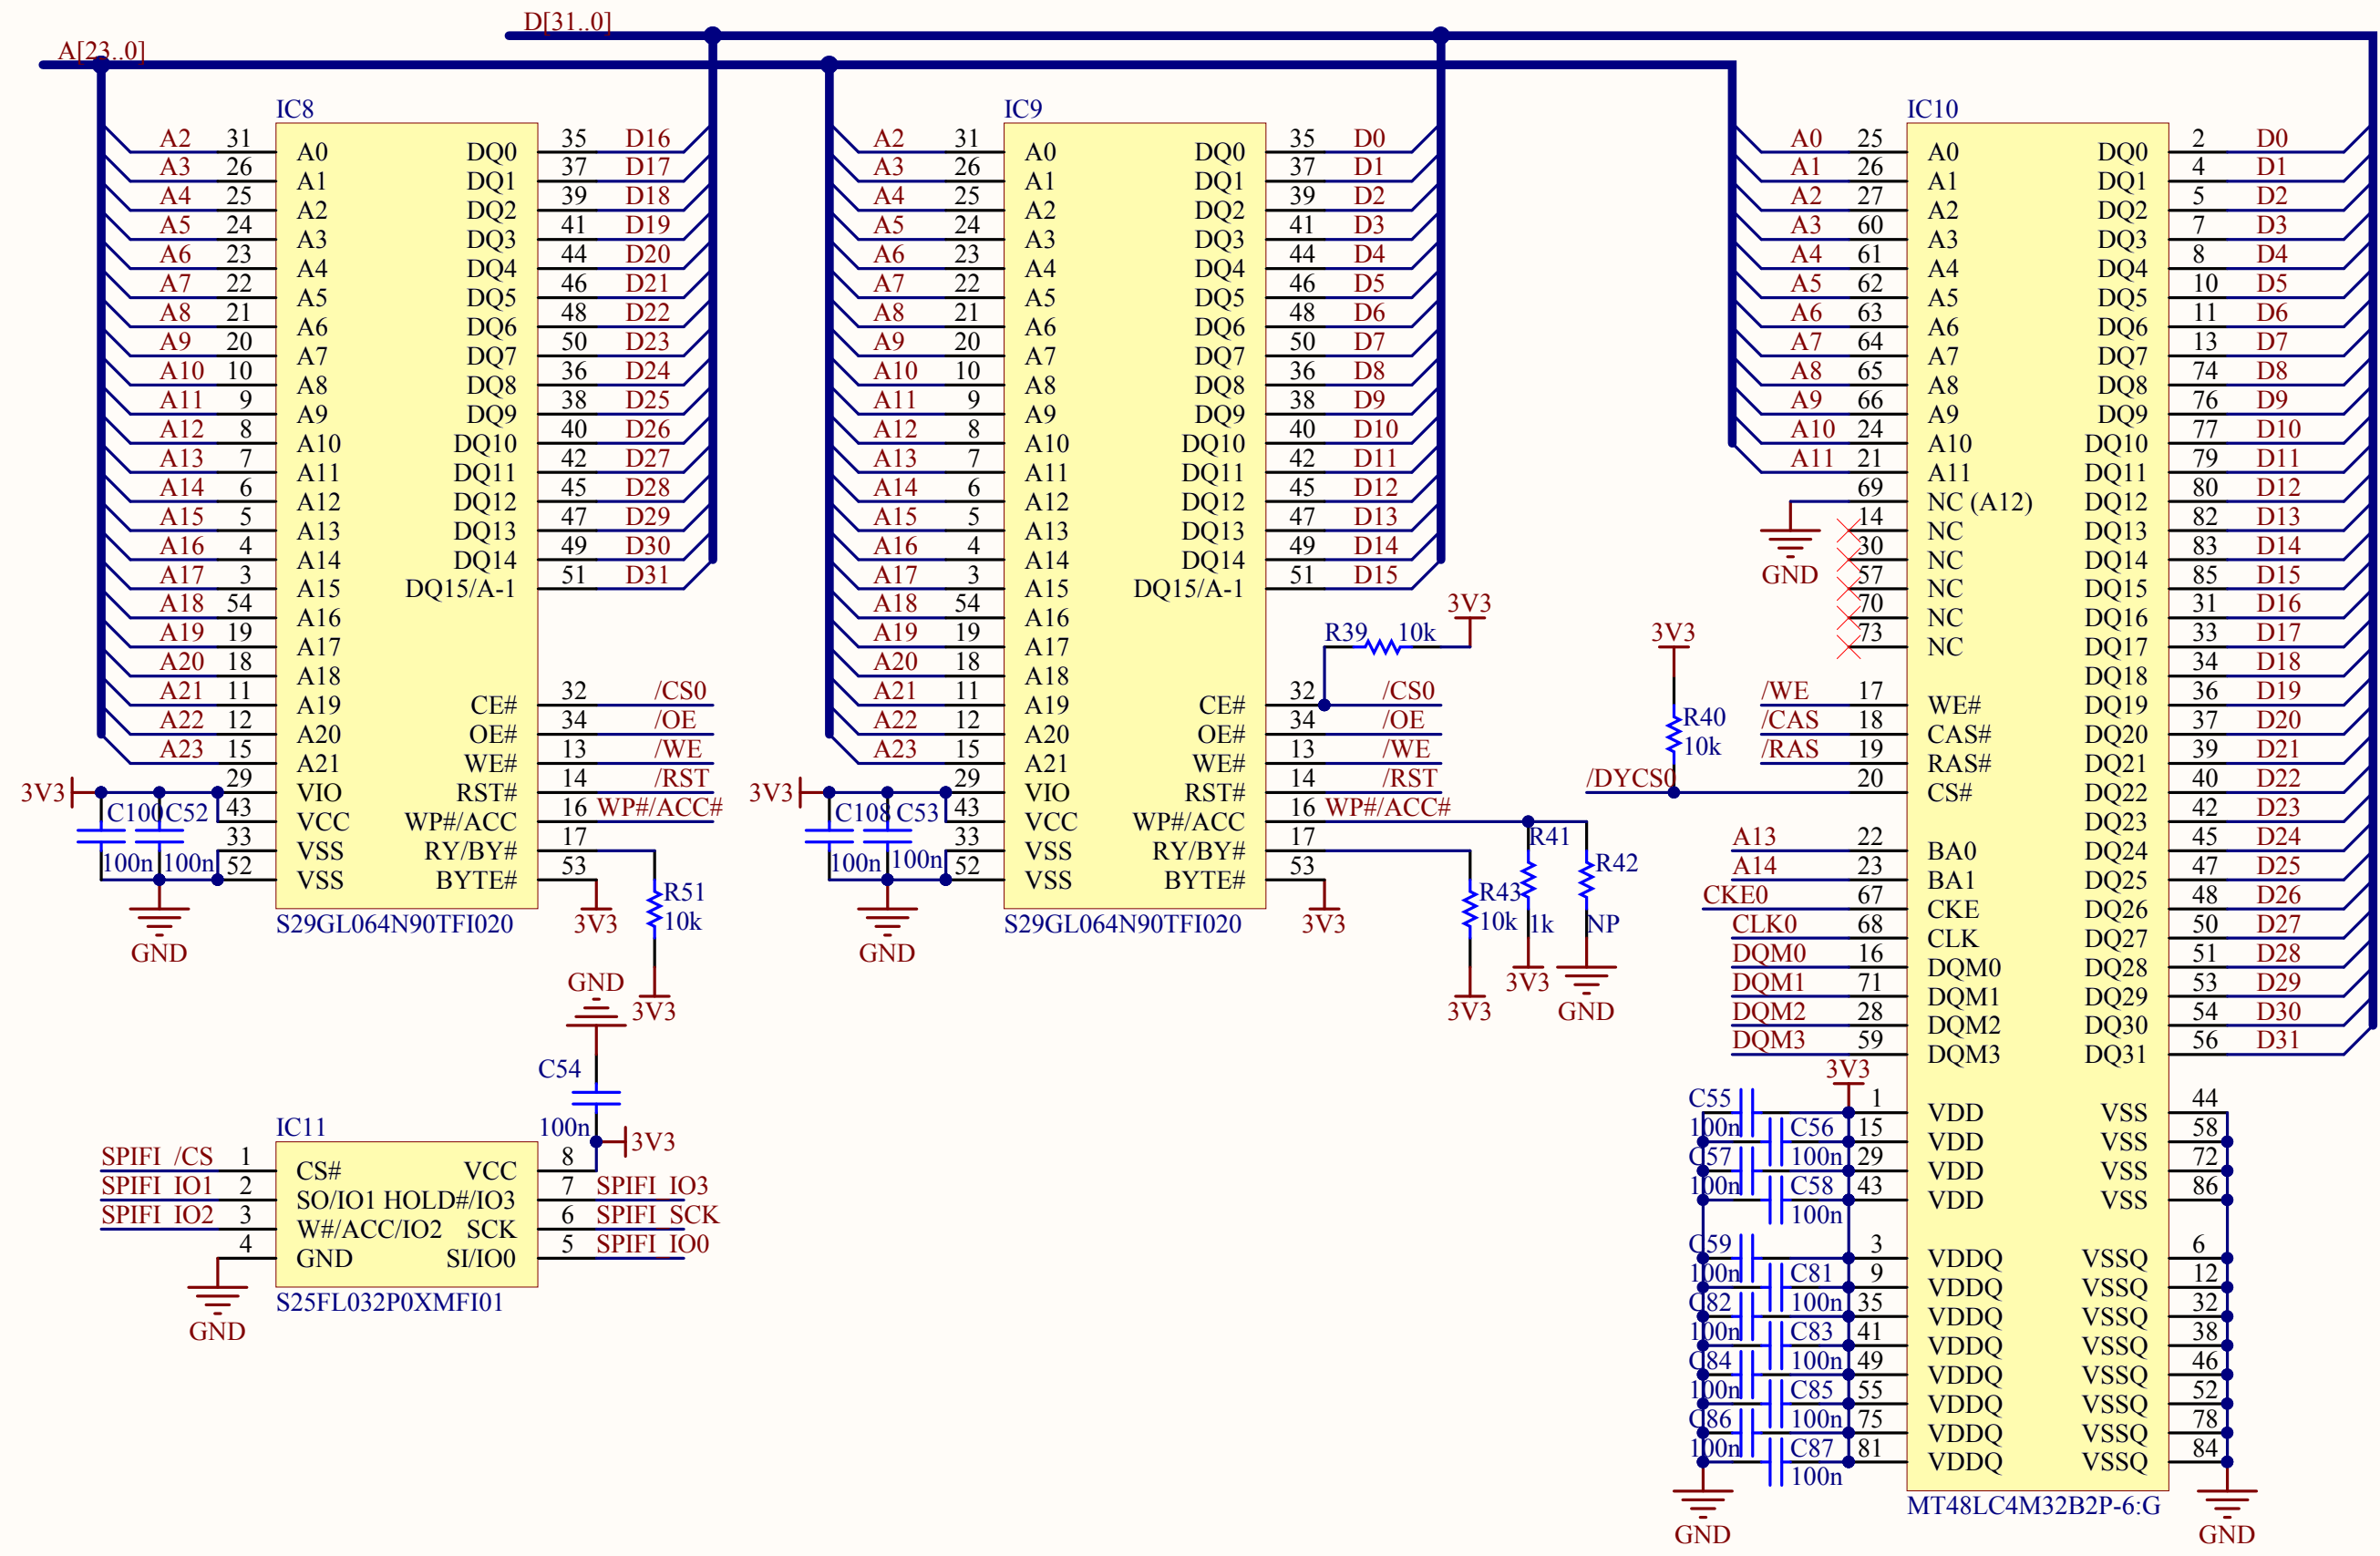 D[31..0]
A[23..0]
IC8
A2 31 A0 DQ0 35 D16
A3 26 A1 DQ1 37 D17
A4 25 A2 DQ2 39 D18
A5 24 A3 DQ3 41 D19
A6 23 A4 DQ4 44 D20
A7 22 A5 DQ5 46 D21
A8 21 A6 DQ6 48 D22
A9 20 A7 DQ7 50 D23
A10 10 A8 DQ8 36 D24
A11 9 A9 DQ9 38 D25
A12 8 A10 DQ10 40 D26
A13 7 A11 DQ11 42 D27
A14 6 A12 DQ12 45 D28
A15 5 A13 DQ13 47 D29
A16 4 A14 DQ14 49 D30
A17 3 A15 DQ15/A-1 51 D31
A18 54 A16
A19 19 A17
A20 18 A18
A21 11 A19 CE# 32 /CS0
A22 12 A20 OE# 34 /OE
A23 15 A21 WE# 13 /WE
3V3 29 VIO RST# 14 /RST
C100 C52 43 VCC WP#/ACC 16 WP#/ACC#
33 VSS RY/BY# 17
100n 100n 52 VSS BYTE# 53
R51
10k
GND
S29GL064N90TFI020
3V3
3V3
IC9
A2 31 A0 DQ0 35 D0
A3 26 A1 DQ1 37 D1
A4 25 A2 DQ2 39 D2
A5 24 A3 DQ3 41 D3
A6 23 A4 DQ4 44 D4
A7 22 A5 DQ5 46 D5
A8 21 A6 DQ6 48 D6
A9 20 A7 DQ7 50 D7
A10 10 A8 DQ8 36 D8
A11 9 A9 DQ9 38 D9
A12 8 A10 DQ10 40 D10
A13 7 A11 DQ11 42 D11
A14 6 A12 DQ12 45 D12
A15 5 A13 DQ13 47 D13
A16 4 A14 DQ14 49 D14
A17 3 A15 DQ15/A-1 51 D15
A18 54 A16
3V3
A19 19 A17
R39 10k
A20 18 A18
A21 11 A19 CE# 32 /CS0
A22 12 A20 OE# 34 /OE
A23 15 A21 WE# 13 /WE
3V3 29 VIO RST# 14 /RST
C108 C53 43 VCC WP#/ACC 16 WP#/ACC#
33 VSS RY/BY# 17
100n 100n 52 VSS BYTE# 53
R41
1k
R42
NP
R43
10k
GND
S29GL064N90TFI020
3V3
3V3
3V3
GND
IC10
A0 25 A0 DQ0 2 D0
A1 26 A1 DQ1 4 D1
A2 27 A2 DQ2 5 D2
A3 60 A3 DQ3 7 D3
A4 61 A4 DQ4 8 D4
A5 62 A5 DQ5 10 D5
A6 63 A6 DQ6 11 D6
A7 64 A7 DQ7 13 D7
A8 65 A8 DQ8 74 D8
A9 66 A9 DQ9 76 D9
A10 24 A10 DQ10 77 D10
A11 21 A11 DQ11 79 D11
69 NC (A12) DQ12 80 D12
14 NC DQ13 82 D13
30 NC DQ14 83 D14
GND
57 NC DQ15 85 D15
70 NC DQ16 31 D16
73 NC DQ17 33 D17
DQ18 34 D18
/WE 17 WE# DQ19 36 D19
/CAS 18 CAS# DQ20 37 D20
/RAS 19 RAS# DQ21 39 D21
3V3
R40
10k
/DYCS0 20 CS# DQ22 40 D22
DQ23 42 D23
A13 22 BA0 DQ24 45 D24
A14 23 BA1 DQ25 47 D25
CKE0 67 CKE DQ26 48 D26
CLK0 68 CLK DQ27 50 D27
DQM0 16 DQM0 DQ28 51 D28
DQM1 71 DQM1 DQ29 53 D29
DQM2 28 DQM2 DQ30 54 D30
DQM3 59 DQM3 DQ31 56 D31
3V3
C55 100n 1 VDD VSS 44
C56 100n 15 VDD VSS 58
C57 100n 29 VDD VSS 72
C58 100n 43 VDD VSS 86
C59 100n 3 VDDQ VSSQ 6
C81 100n 9 VDDQ VSSQ 12
C82 100n 35 VDDQ VSSQ 32
C83 100n 41 VDDQ VSSQ 38
C84 100n 49 VDDQ VSSQ 46
C85 100n 55 VDDQ VSSQ 52
C86 100n 75 VDDQ VSSQ 78
C87 100n 81 VDDQ VSSQ 84
MT48LC4M32B2P-6:G
GND
GND
GND
C54
100n
3V3
IC11
SPIFI_/CS 1 CS# VCC 8
SPIFI_IO1 2 SO/IO1 HOLD#/IO3 7 SPIFI_IO3
SPIFI_IO2 3 W#/ACC/IO2 SCK 6 SPIFI_SCK
4 GND SI/IO0 5 SPIFI_IO0
S25FL032P0XMFI01
GND